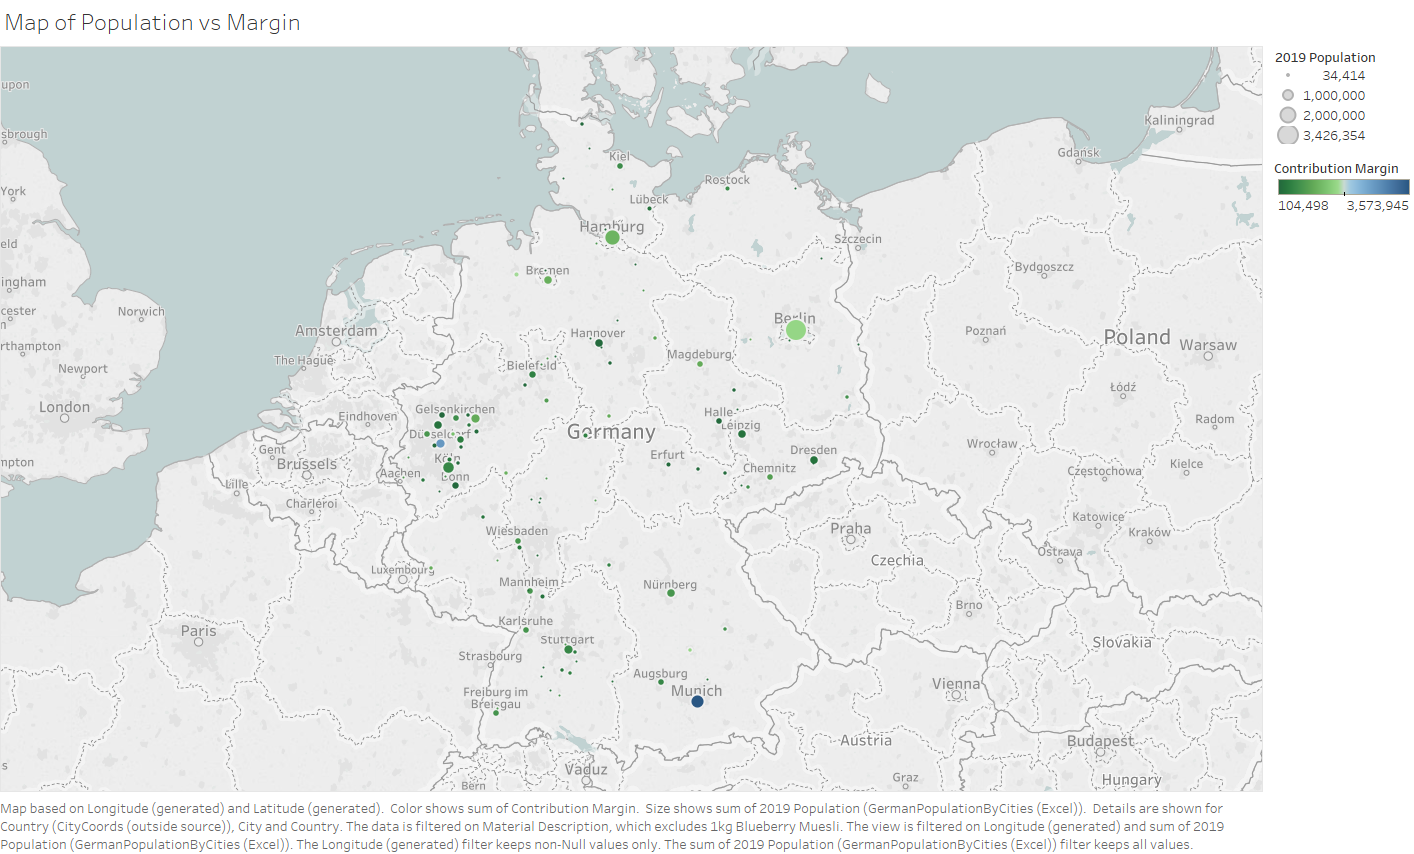 Map of Population vs Margin
2019 Population
34,414
1,000,000
2,000,000
3,426,354
Contribution Margin
104,498 3,573,945
upon
sbrough
York
eld
ingham
cester
n
rthampton
Norwich
Newport
London
mpton
Amsterdam
The Hague
Eindhoven
Gent
Brussels
Lille
Charleroi
Luxembourg
Paris
s
Kiel
Rostock
Lübeck
Hamburg
Bremen
Szczecin
Berlin
Hannover
Magdeburg
Bielefeld
Gelsenkirchen
Düsseldorf
Köln
Aachen
Bonn
Germany
Halle
Leipzig
Erfurt
Dresden
Chemnitz
Wiesbaden
Mannheim
Nürnberg
Karlsruhe
Stuttgart
Strasbourg
Augsburg
Munich
Freiburg im
Breisgau
Vaduz
Bern
Kaliningrad
Gdańsk
Bydgoszcz
Poznań
Poland
Warsaw
Łódź
Radom
Wrocław
Częstochowa
Kielce
Katowice
Kraków
Ostrava
Praha
Czechia
Brno
Slovakia
Vienna
Austria
Budapest
Graz
Hungary
Map based on Longitude (generated) and Latitude (generated). Color shows sum of Contribution Margin. Size shows sum of 2019 Population (GermanPopulationByCities (Excel)). Details are shown for
Country (CityCoords (outside source)), City and Country. The data is filtered on Material Description, which excludes 1kg Blueberry Muesli. The view is filtered on Longitude (generated) and sum of 2019
Population (GermanPopulationByCities (Excel)). The Longitude (generated) filter keeps non-Null values only. The sum of 2019 Population (GermanPopulationByCities (Excel)) filter keeps all values.